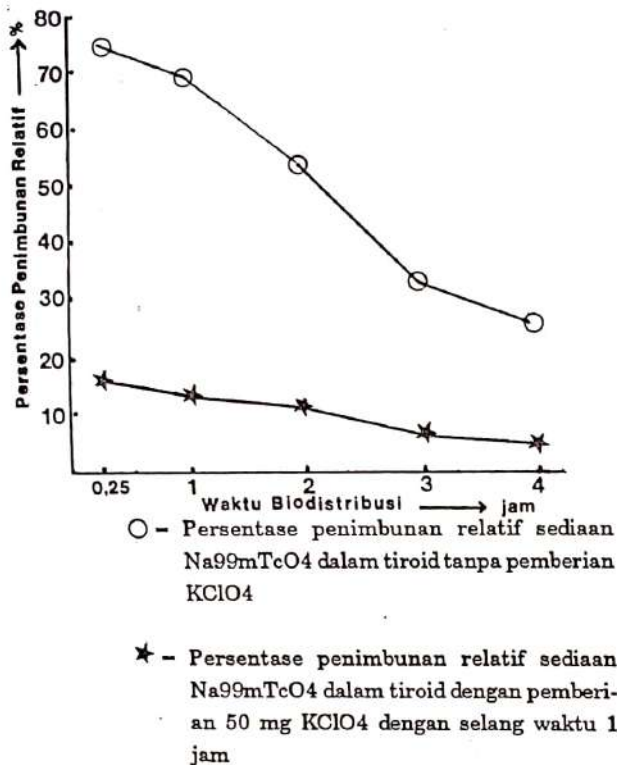 %
80
70
60
50
40
30
20
10
Persentase Penimbunan Relatif
0,25 1 2 3 4
Waktu Biodistribusi jam
O – Persentase penimbunan relatif sediaan
Na99mTcO4 dalam tiroid tanpa pemberian
KClO4
★ – Persentase penimbunan relatif sediaan
Na99mTcO4 dalam tiroid dengan pemberi-
an 50 mg KClO4 dengan selang waktu 1
jam